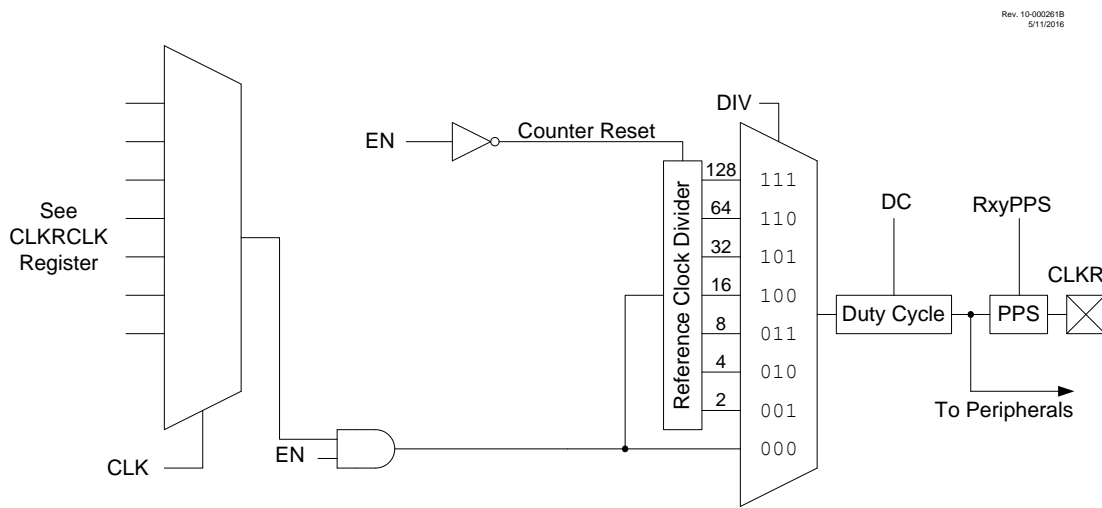 Rev. 10-000261B
5/11/2016
DIV
EN
Counter Reset
128
111
64
110
See
CLKRCLK
Register
Reference Clock Divider
32
101
16
100
8
011
4
010
2
001
000
DC
RxyPPS
CLKR
Duty Cycle
PPS
To Peripherals
EN
CLK